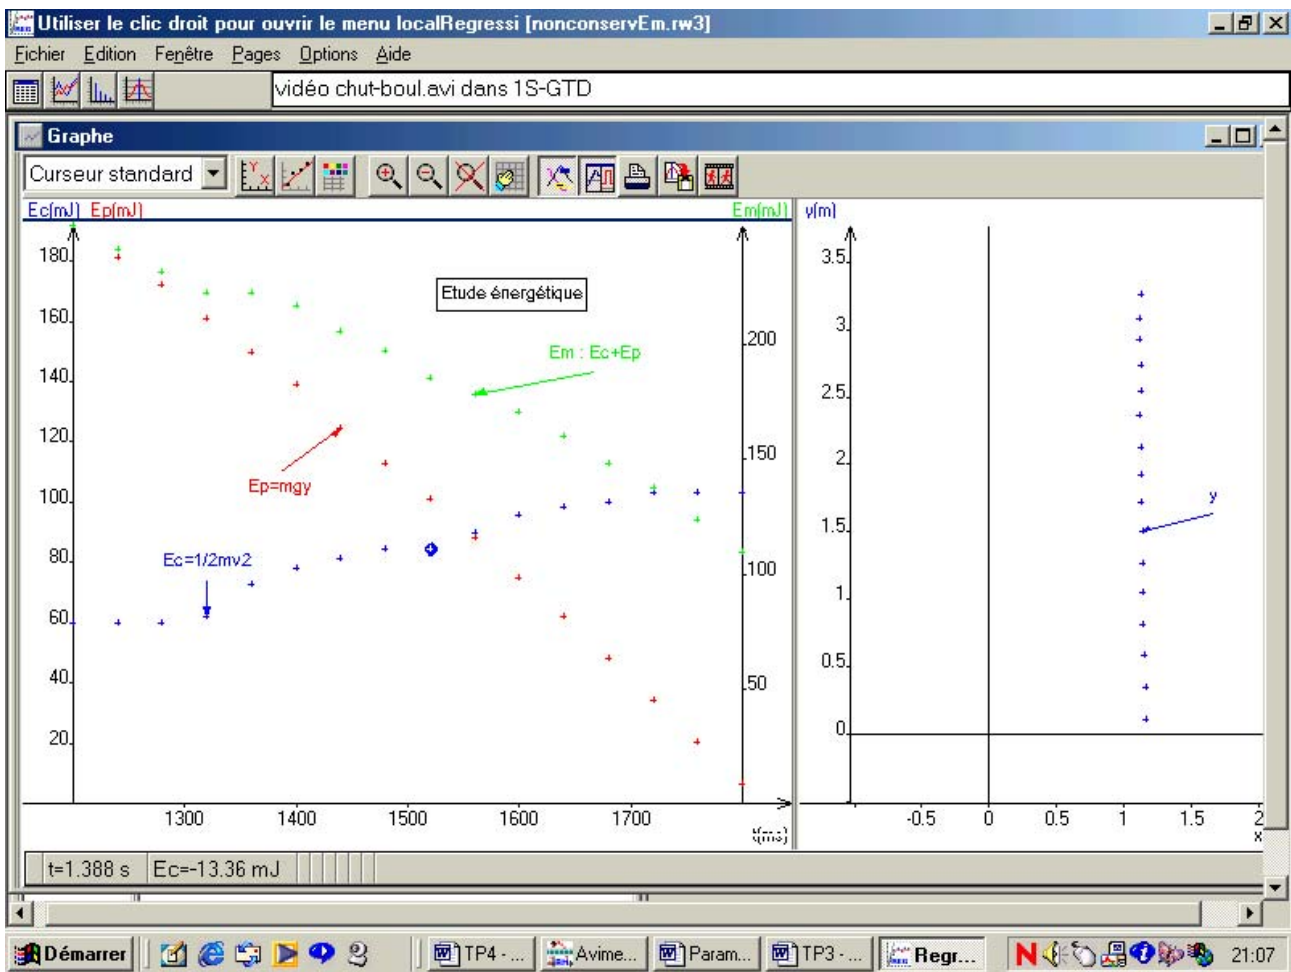 Utiliser le clic droit pour ouvrir le menu localRegressi [nonconservEm.rw3]
Fichier Edition Fenêtre Pages Options Aide
vidéo chut-boul.avi dans 1S-GTD
Graphe
Curseur standard
Ec(mJ) Ep(mJ) Em(mJ) y(m)
180
160
140
120
100
80
60
40
20
Etude énergétique
Em : Ec+Ep
Ep=mgy
Ec=1/2mv2
200
150
100
50
1300 1400 1500 1600 1700
t(ms)
3.5
3
2.5
2
1.5
1
0.5
0
y
-0.5 0 0.5 1 1.5 2
x
t=1.388 s Ec=-13.36 mJ
Démarrer TP4 - ... Avime... Param... TP3 - ... Regr... 21:07